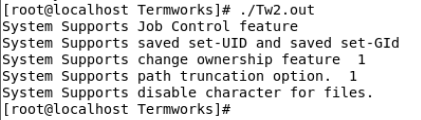 [root@localhost Termworks]# ./Tw2.out
System Supports Job Control feature
System Supports saved set-UID and saved set-GId
System Supports change ownership feature  1
System Supports path truncation option.  1
System Supports disable character for files.
[root@localhost Termworks]#